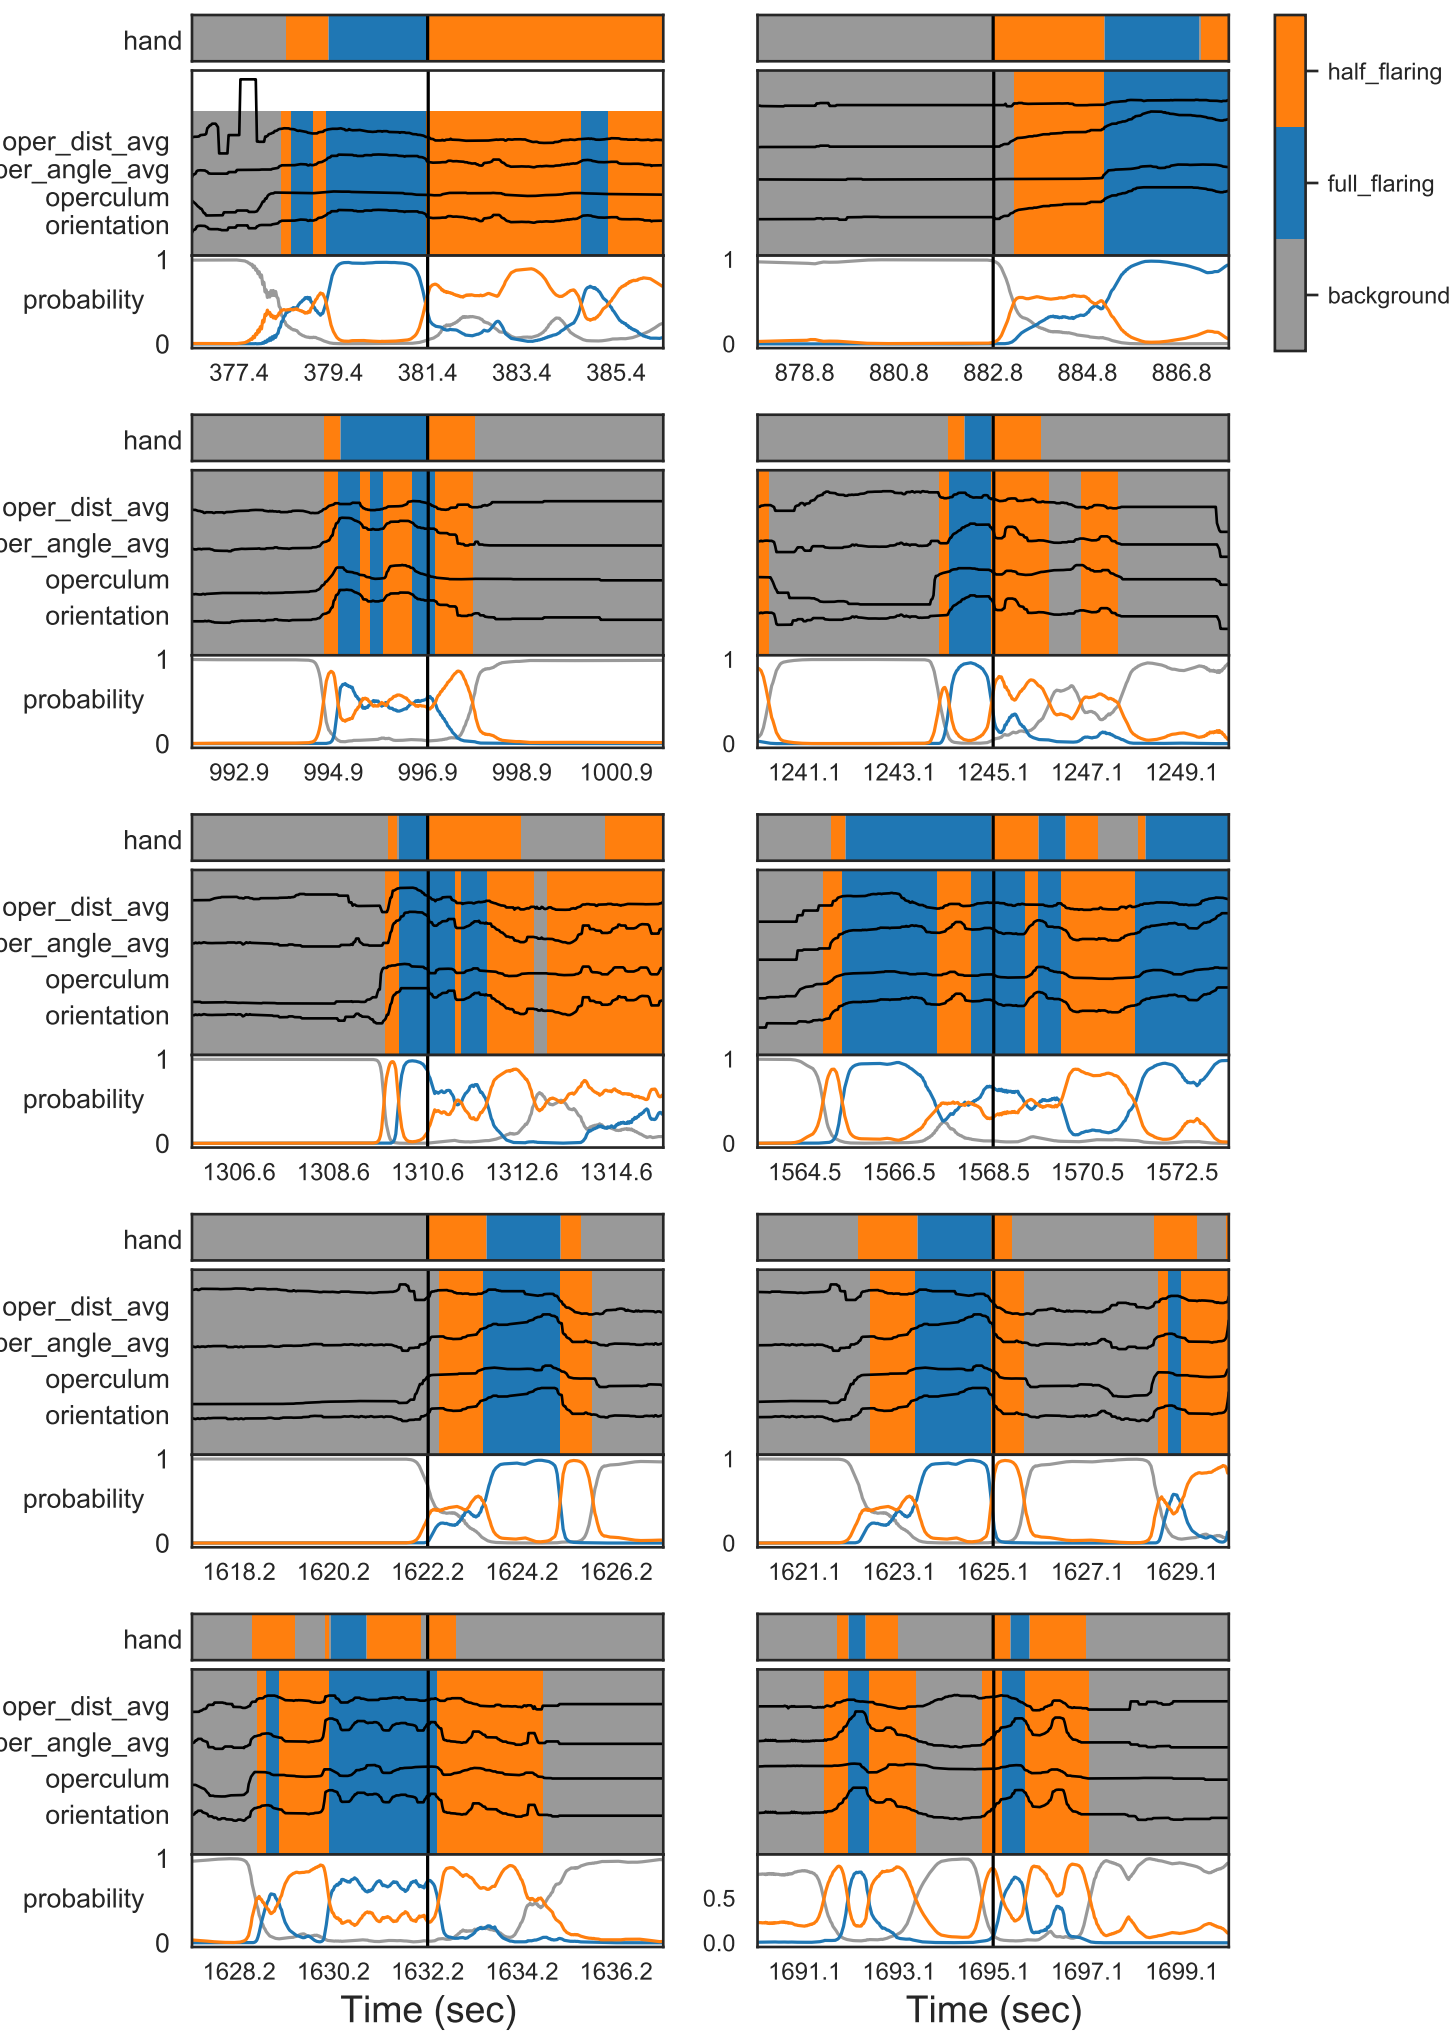 hand
half_flaring
oper_dist_avg
per_angle_avg
operculum
orientation
full_flaring
1
1
probability
background
0
0
377.4 379.4 381.4 383.4 385.4
878.8 880.8 882.8 884.8 886.8
hand
oper_dist_avg
per_angle_avg
operculum
orientation
1
1
probability
0
0
992.9 994.9 996.9 998.9 1000.9
1241.1 1243.1 1245.1 1247.1 1249.1
hand
oper_dist_avg
per_angle_avg
operculum
orientation
1
1
probability
0
0
1306.6 1308.6 1310.6 1312.6 1314.6
1564.5 1566.5 1568.5 1570.5 1572.5
hand
oper_dist_avg
per_angle_avg
operculum
orientation
1
1
probability
0
0
1618.2 1620.2 1622.2 1624.2 1626.2
1621.1 1623.1 1625.1 1627.1 1629.1
hand
oper_dist_avg
per_angle_avg
operculum
orientation
1
probability
0.5
0
0.0
1628.2 1630.2 1632.2 1634.2 1636.2
1691.1 1693.1 1695.1 1697.1 1699.1
Time (sec)
Time (sec)